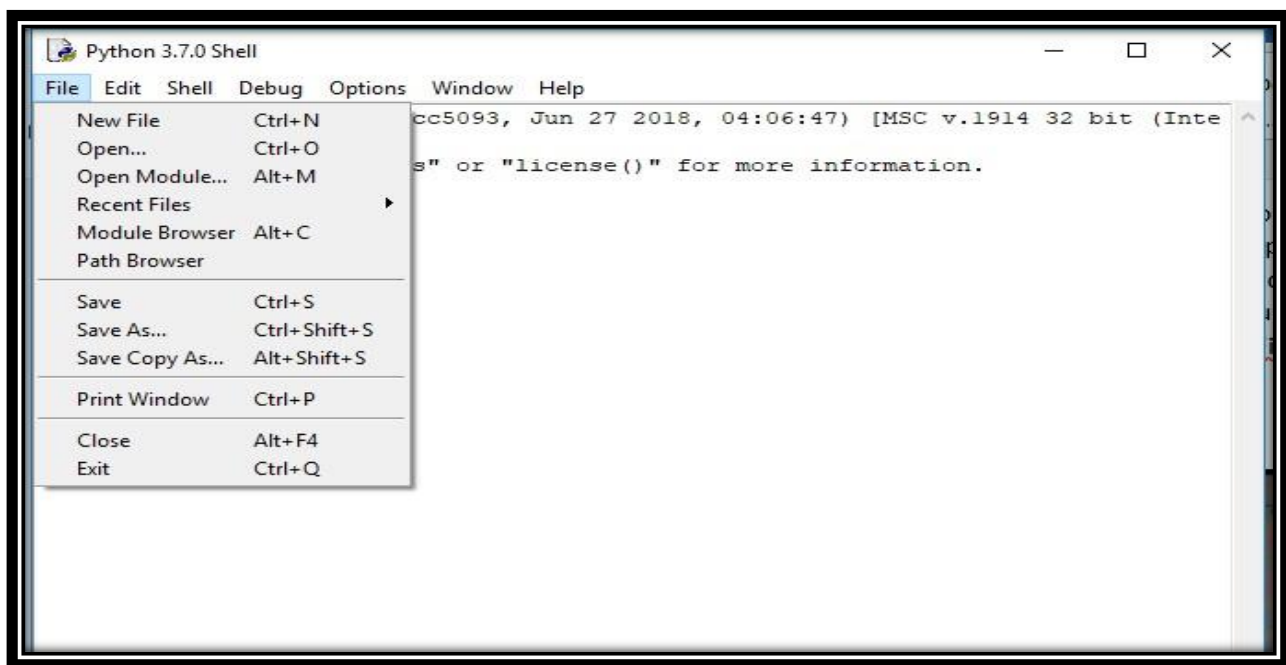 Python 3.7.0 Shell
File Edit Shell Debug Options Window Help
New File Ctrl+N
cc5093, Jun 27 2018, 04:06:47) [MSC v.1914 32 bit (Inte
Open... Ctrl+O
Open Module... Alt+M
s" or "license()" for more information.
Recent Files
Module Browser Alt+C
Path Browser
Save Ctrl+S
Save As... Ctrl+Shift+S
Save Copy As... Alt+Shift+S
Print Window Ctrl+P
Close Alt+F4
Exit Ctrl+Q